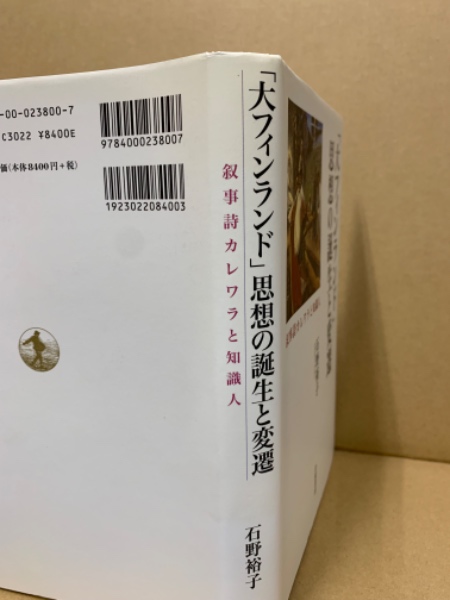 -00-023800-7
C3022 ¥8400E
価(本体8400円+税)
9784000238007
1923022084003
「大フィンランド」思想の誕生と変遷
叙事詩カレワラと知識人
石野裕子